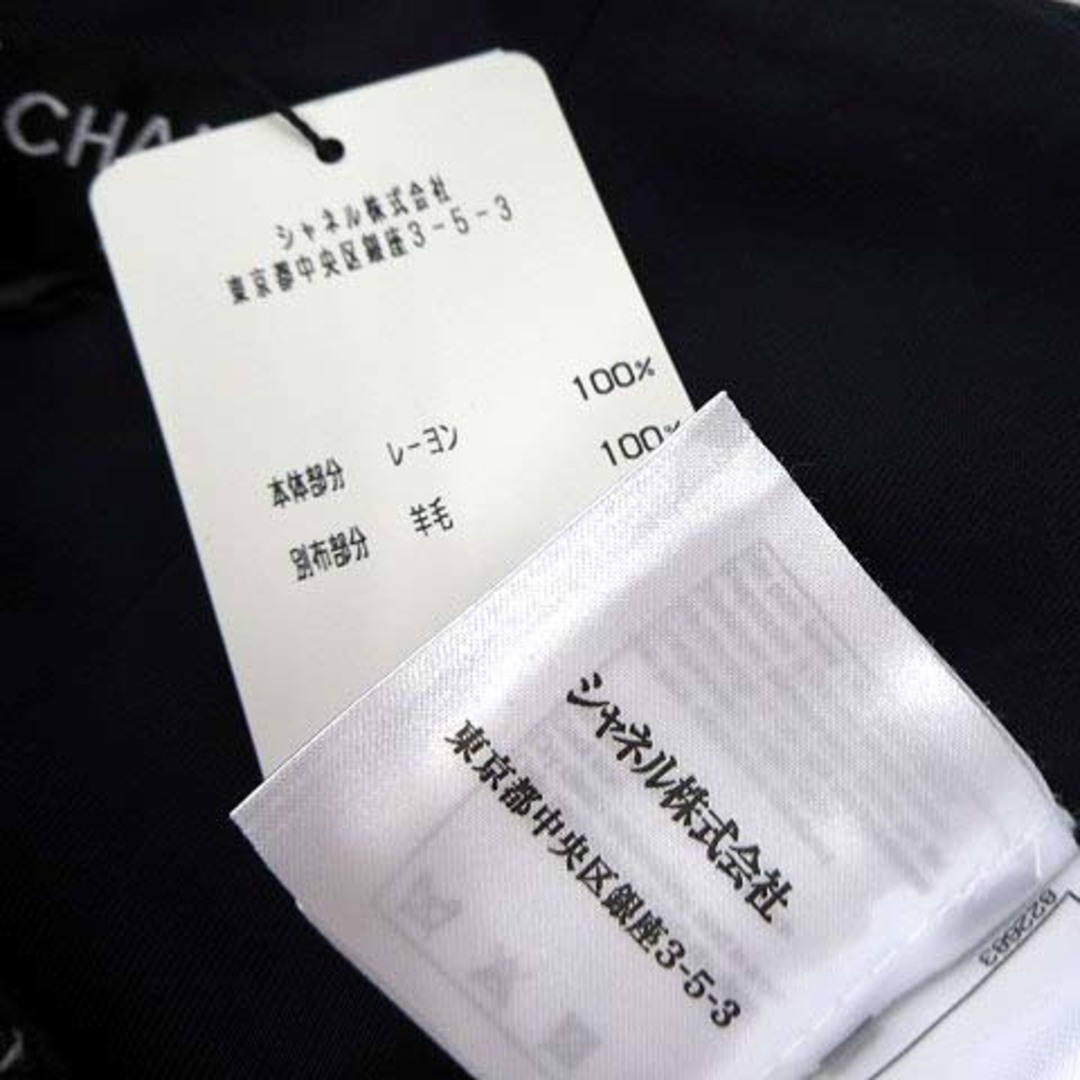 CHA
シャネル株式会社
東京都中央区銀座3-5-3
100%
本体部分 レーヨン 100%
別布部分 羊毛
シャネル株式会社
東京都中央区銀座3-5-3